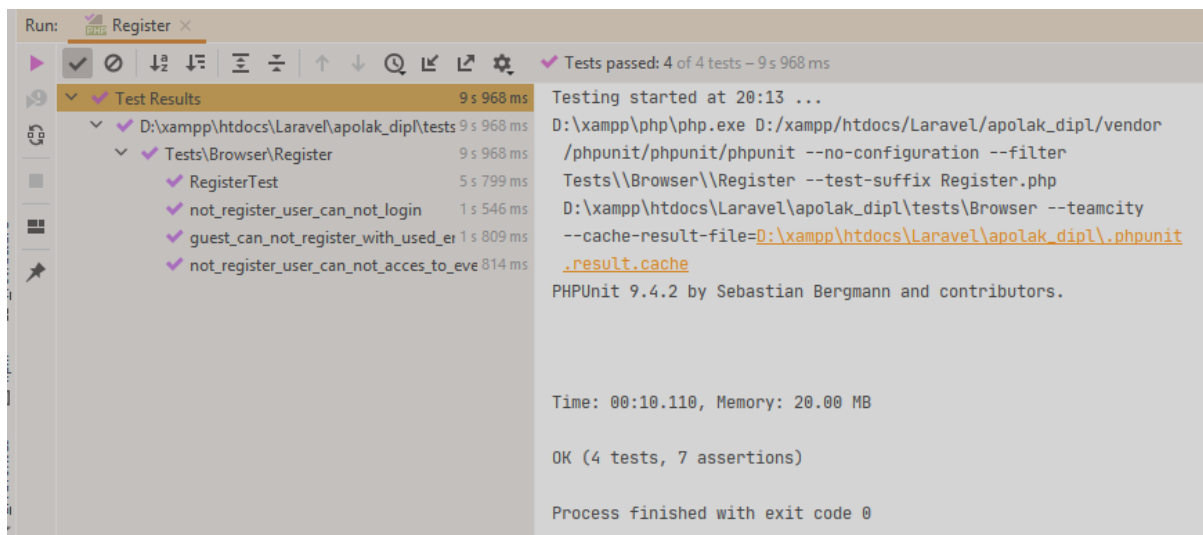 Run: Register
Tests passed: 4 of 4 tests – 9 s 968 ms
Test Results 9 s 968 ms
D:\xampp\htdocs\Laravel\apolak_dipl\tests 9 s 968 ms
Tests\Browser\Register 9 s 968 ms
RegisterTest 5 s 799 ms
not_register_user_can_not_login 1 s 546 ms
guest_can_not_register_with_used_er 1 s 809 ms
not_register_user_can_not_acces_to_eve 814 ms
Testing started at 20:13 ...
D:\xampp\php\php.exe D:/xampp/htdocs/Laravel/apolak_dipl/vendor
/phpunit/phpunit/phpunit --no-configuration --filter
Tests\\Browser\\Register --test-suffix Register.php
D:\xampp\htdocs\Laravel\apolak_dipl\tests\Browser --teamcity
--cache-result-file=D:\xampp\htdocs\Laravel\apolak_dipl\.phpunit
.result.cache
PHPUnit 9.4.2 by Sebastian Bergmann and contributors.
Time: 00:10.110, Memory: 20.00 MB
OK (4 tests, 7 assertions)
Process finished with exit code 0